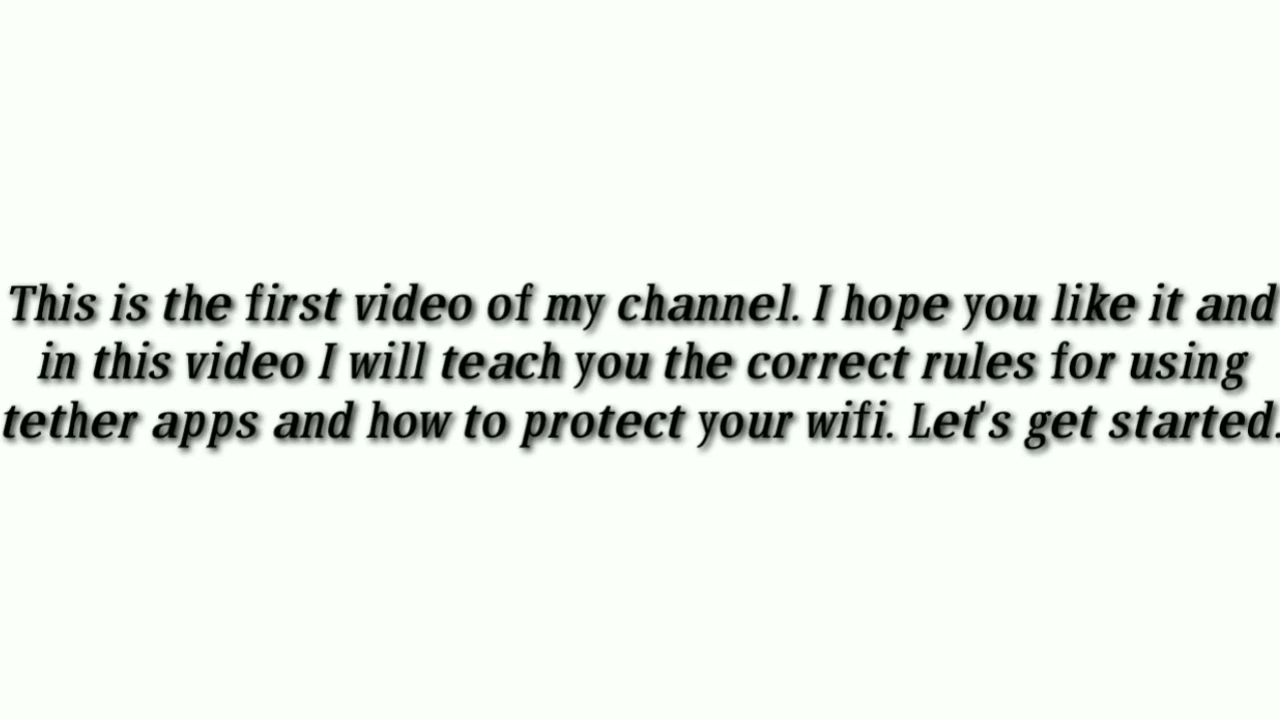 This is the first video of my channel. I hope you like it and
in this video I will teach you the correct rules for using
tether apps and how to protect your wifi. Let's get started.